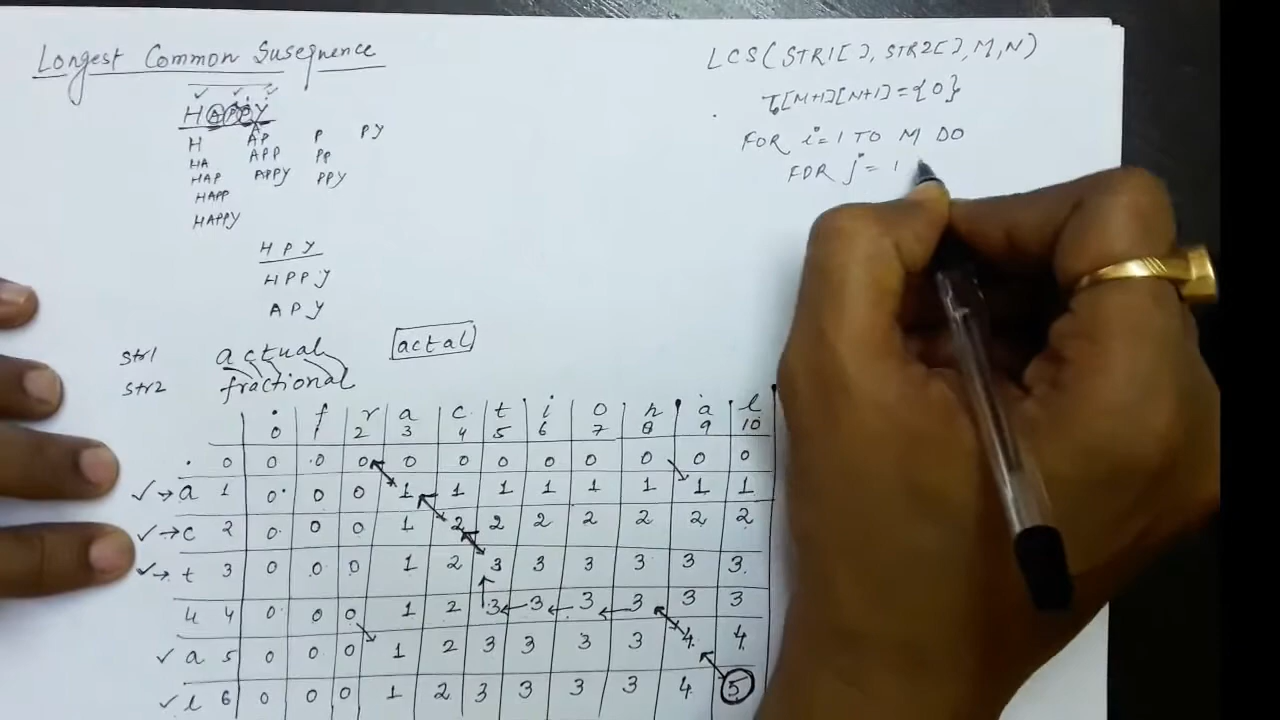 Longest Common Susequence
HAPPY
H AP P PY
HA APP PP
HAP APPY PPY
HAPP
HAPPY
HPY
HPPY
APY
str1 actual actal
str2 fractional
. f r a c t i o n a l
0 1 2 3 4 5 6 7 8 9 10
. 0 0 0 0 0 0 0 0 0 0 0 0
✓→ a 1 0 0 0 1 1 1 1 1 1 1 1
✓→ c 2 0 0 0 1 2 2 2 2 2 2 2
✓→ t 3 0 0 0 1 2 3 3 3 3 3 3
u 4 0 0 0 1 2 3 3 3 3 3 3
✓ a 5 0 0 0 1 2 3 3 3 3 4 4
✓ l 6 0 0 0 1 2 3 3 3 3 4 5
LCS(STR1[], STR2[], M, N)
[M+1][N+1] = {0}
FOR i=1 TO M DO
FOR j= 1